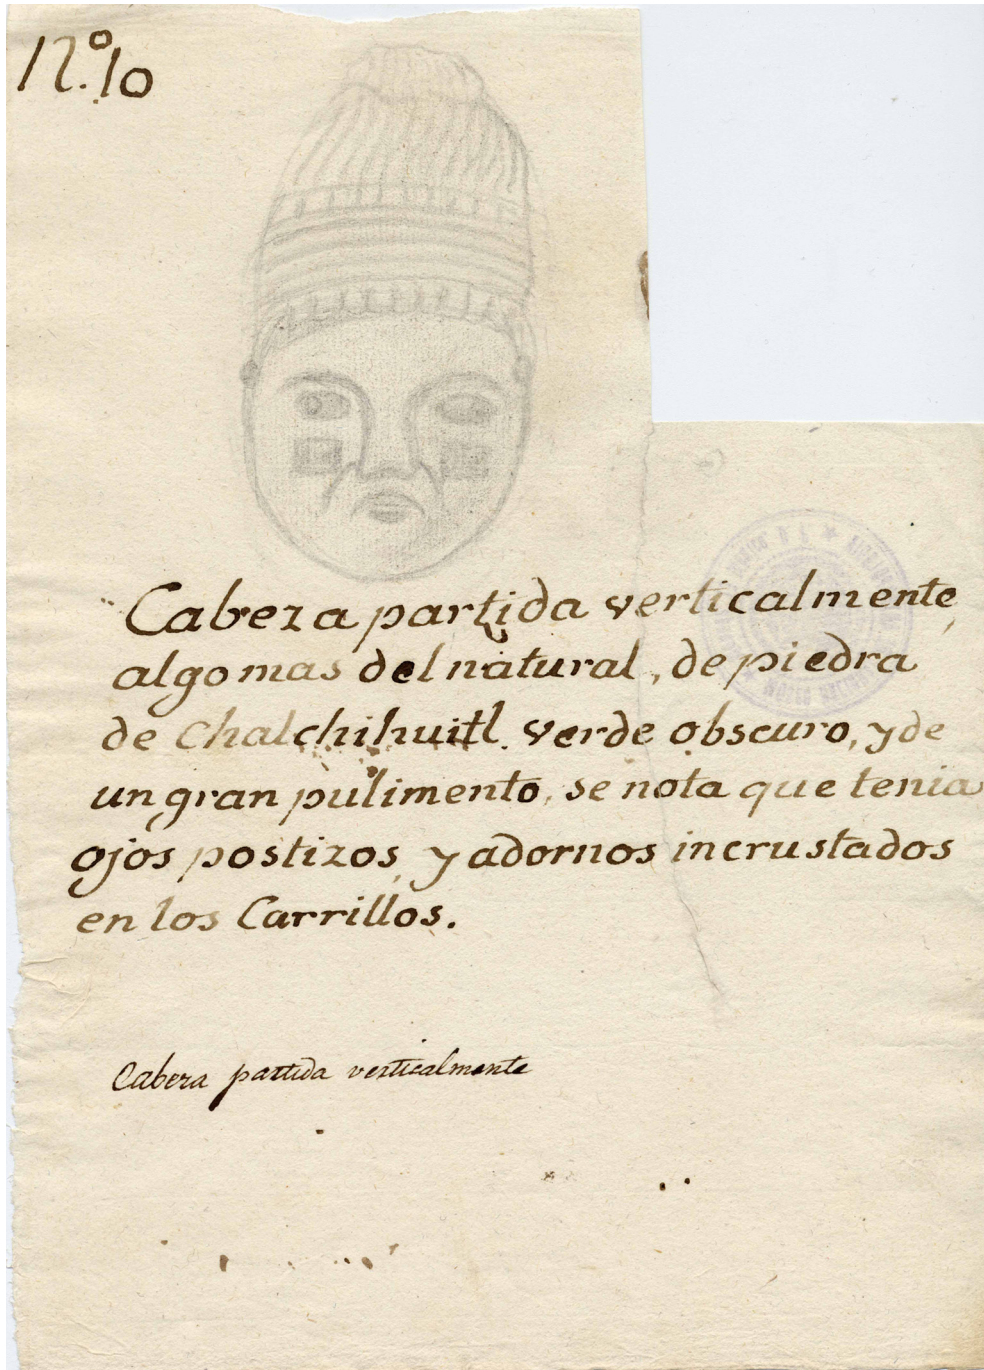 N.º 10
Cabeza partida verticalmente,
algo mas del natural, de piedra
de Chalchihuitl verde obscuro, y de
un gran pulimento, se nota que tenia
ojos postizos, y adornos incrustados
en los Carrillos.
Cabeza partida verticalmente